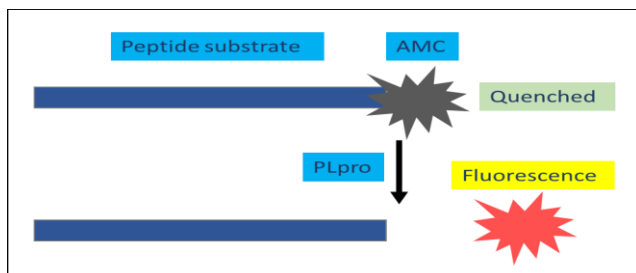 Peptide substrate
AMC
Quenched
PLpro
Fluorescence